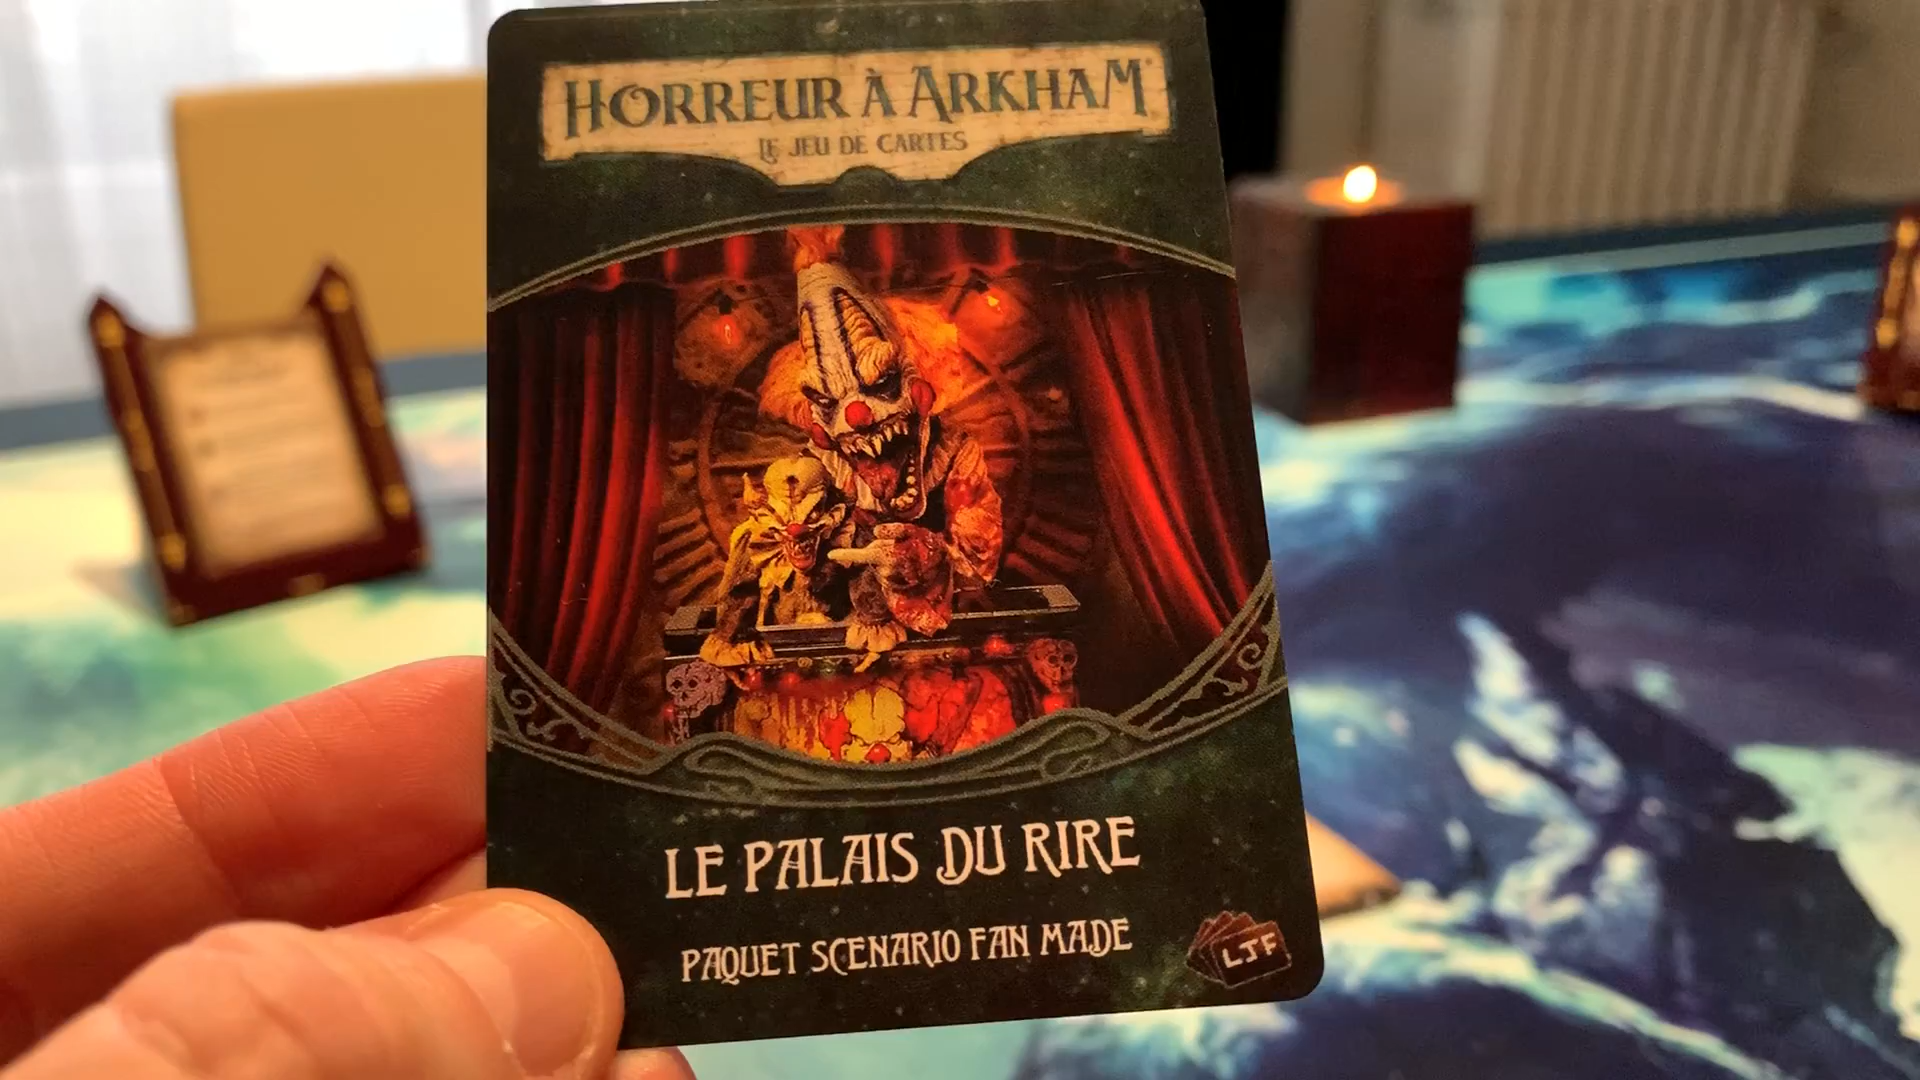 HORREUR À ARKHAM
LE JEU DE CARTES
LE PALAIS DU RIRE
PAQUET SCENARIO FAN MADE
LJF